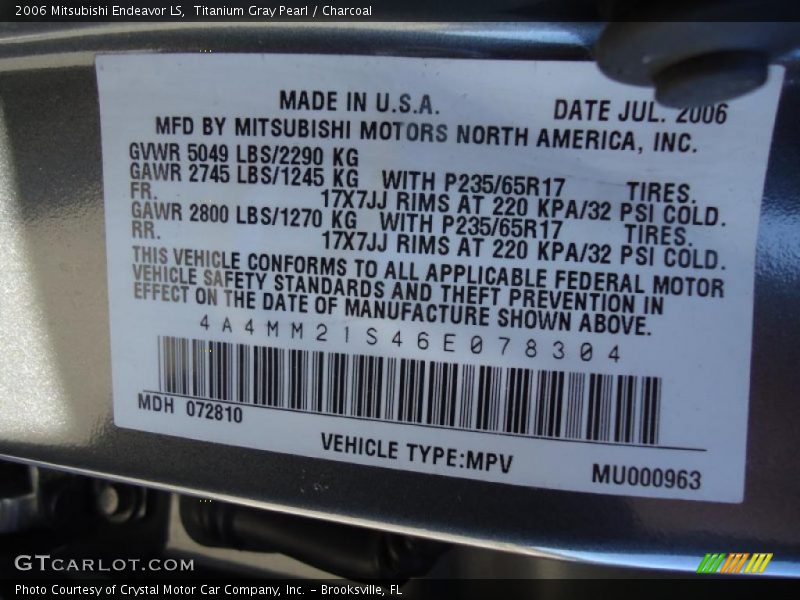 2006 Mitsubishi Endeavor LS,  Titanium Gray Pearl / Charcoal
MADE IN U.S.A.
DATE JUL. 2006
MFD BY MITSUBISHI MOTORS NORTH AMERICA, INC.
GVWR 5049 LBS/2290 KG
GAWR 2745 LBS/1245 KG WITH P235/65R17 TIRES.
FR. 17X7JJ RIMS AT 220 KPA/32 PSI COLD.
GAWR 2800 LBS/1270 KG WITH P235/65R17 TIRES.
RR. 17X7JJ RIMS AT 220 KPA/32 PSI COLD.
THIS VEHICLE CONFORMS TO ALL APPLICABLE FEDERAL MOTOR
VEHICLE SAFETY STANDARDS AND THEFT PREVENTION IN
EFFECT ON THE DATE OF MANUFACTURE SHOWN ABOVE.
4A4MM21S46E078304
MDH 072810
VEHICLE TYPE:MPV
MU000963
GTCARLOT.COM
Photo Courtesy of Crystal Motor Car Company, Inc. – Brooksville, FL